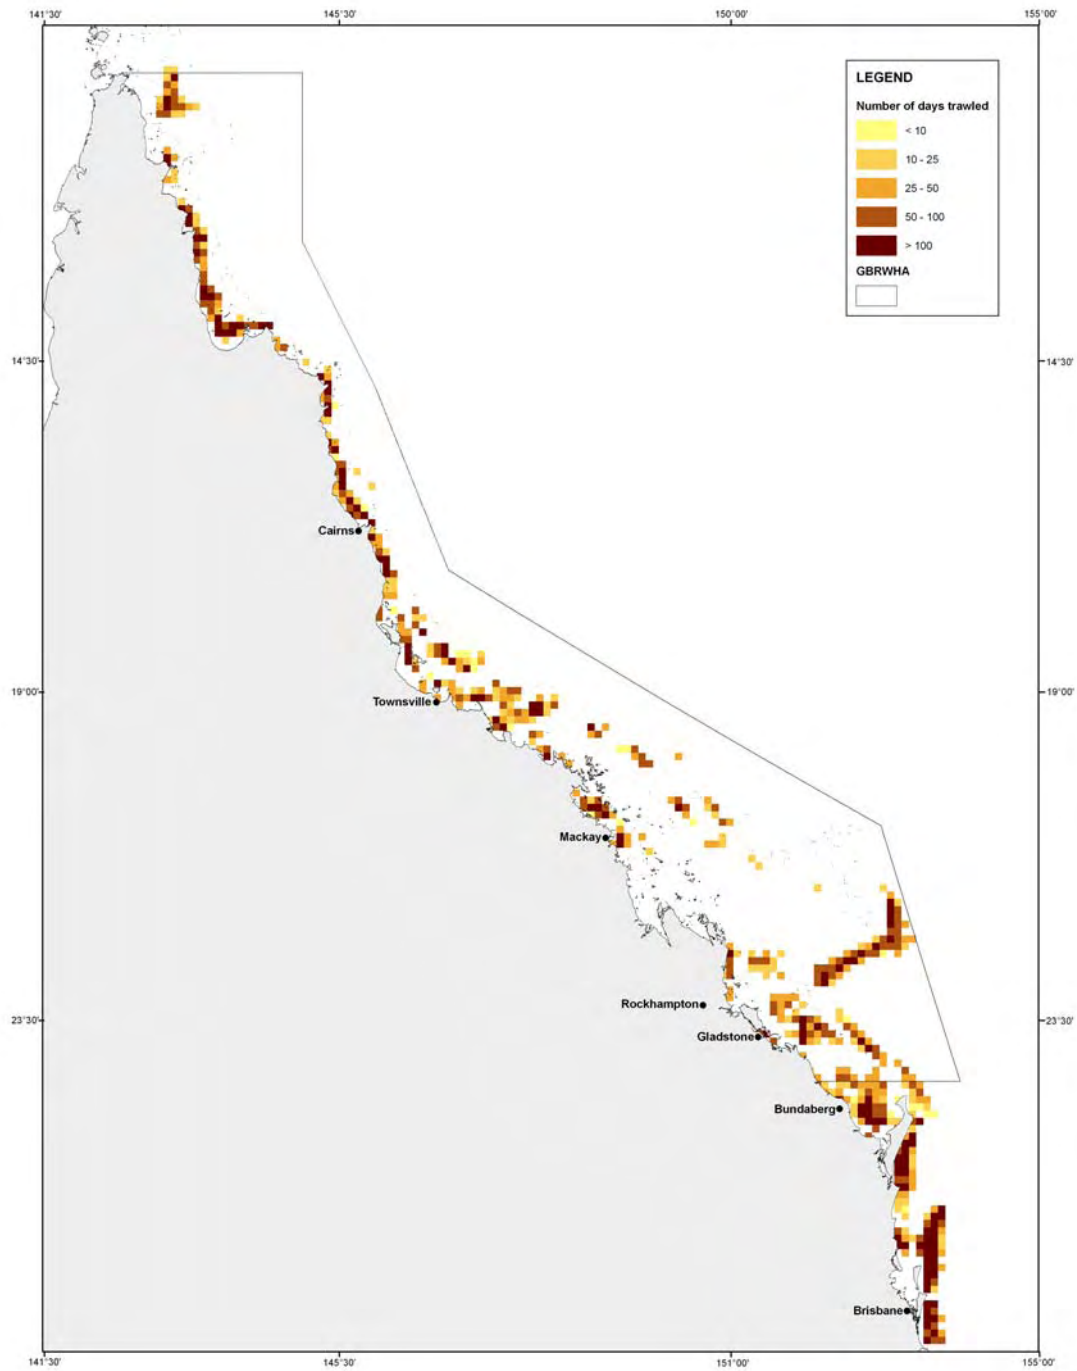 141°30' 145°30' 150°00' 155°00'
LEGEND
Number of days trawled
< 10
10 - 25
25 - 50
50 - 100
> 100
GBRWHA
14°30' 14°30'
Cairns
19°00' 19°00'
Townsville
Mackay
Rockhampton
23°30' 23°30'
Gladstone
Bundaberg
Brisbane
141°30' 145°30' 151°00' 155°00'